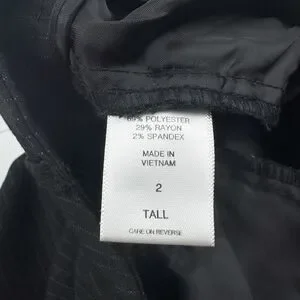 69% POLYESTER
29% RAYON
2% SPANDEX
MADE IN
VIETNAM
2
TALL
CARE ON REVERSE